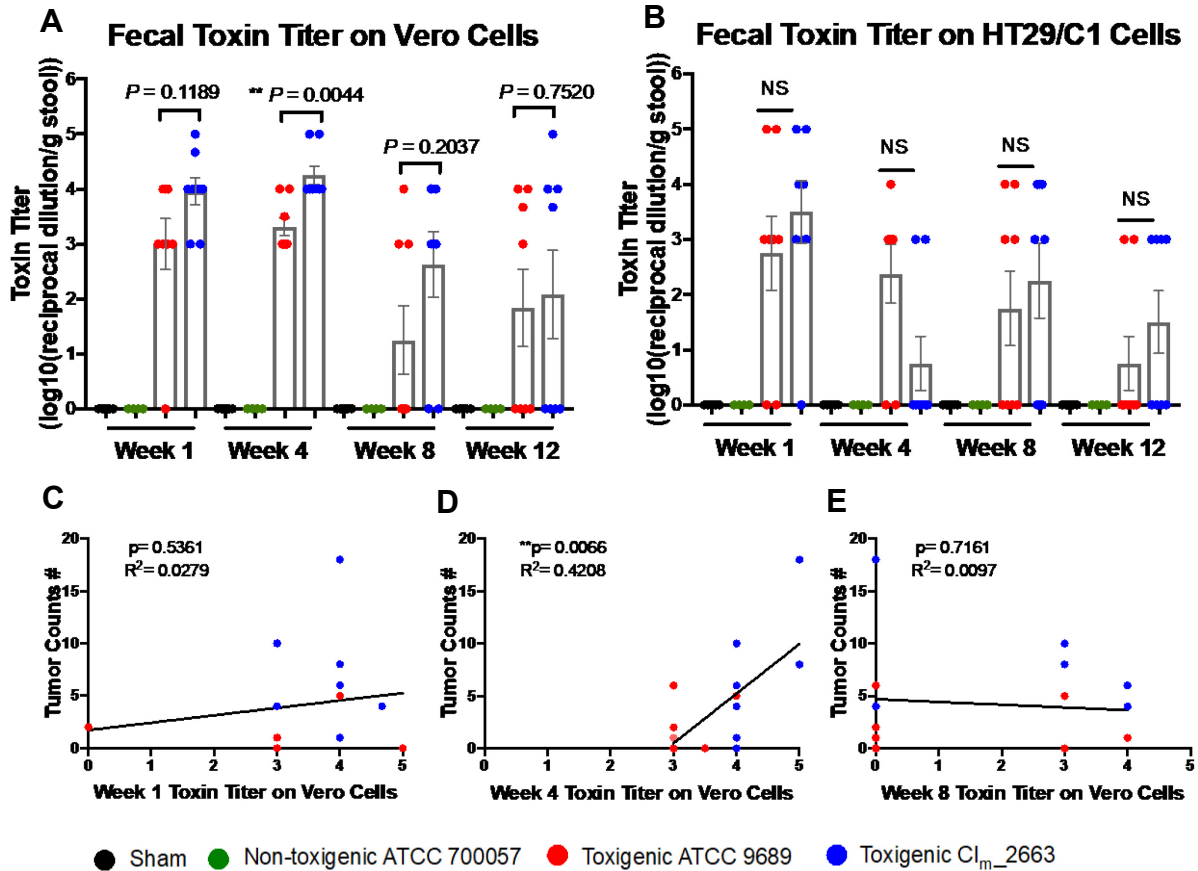 A
Fecal Toxin Titer on Vero Cells
Toxin Titer
(log10(reciprocal dilution/g stool))
6
5
4
3
2
1
0
P = 0.1189
** P = 0.0044
P = 0.2037
P = 0.7520
Week 1 Week 4 Week 8 Week 12
B
Fecal Toxin Titer on HT29/C1 Cells
Toxin Titer
(log10(reciprocal dilution/g stool))
6
5
4
3
2
1
0
NS
NS
NS
NS
Week 1 Week 4 Week 8 Week 12
C
Tumor Counts #
20
15
10
5
0
p= 0.5361
R²= 0.0279
0 1 2 3 4 5
Week 1 Toxin Titer on Vero Cells
D
Tumor Counts #
20
15
10
5
0
**p= 0.0066
R²= 0.4208
0 1 2 3 4 5
Week 4 Toxin Titer on Vero Cells
E
Tumor Counts #
20
15
10
5
0
p= 0.7161
R²= 0.0097
0 1 2 3 4 5
Week 8 Toxin Titer on Vero Cells
Sham Non-toxigenic ATCC 700057 Toxigenic ATCC 9689 Toxigenic CIm_2663